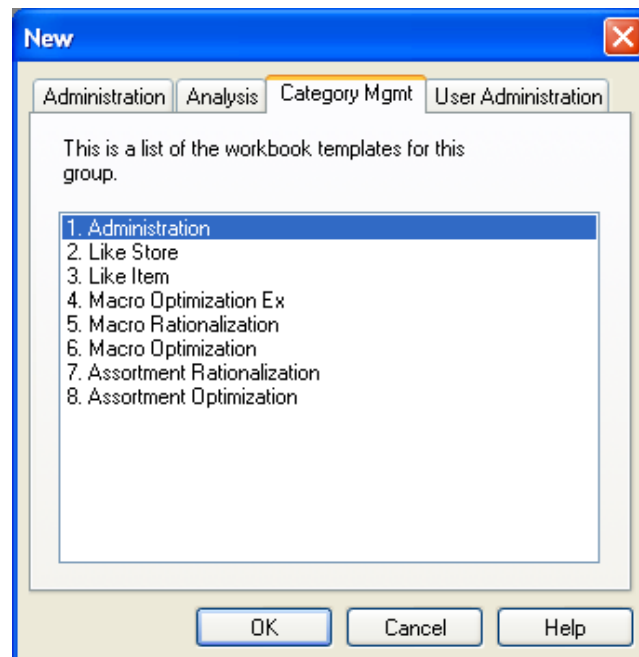 New
Administration
Analysis
Category Mgmt
User Administration
This is a list of the workbook templates for this
group.
1. Administration
2. Like Store
3. Like Item
4. Macro Optimization Ex
5. Macro Rationalization
6. Macro Optimization
7. Assortment Rationalization
8. Assortment Optimization
OK
Cancel
Help